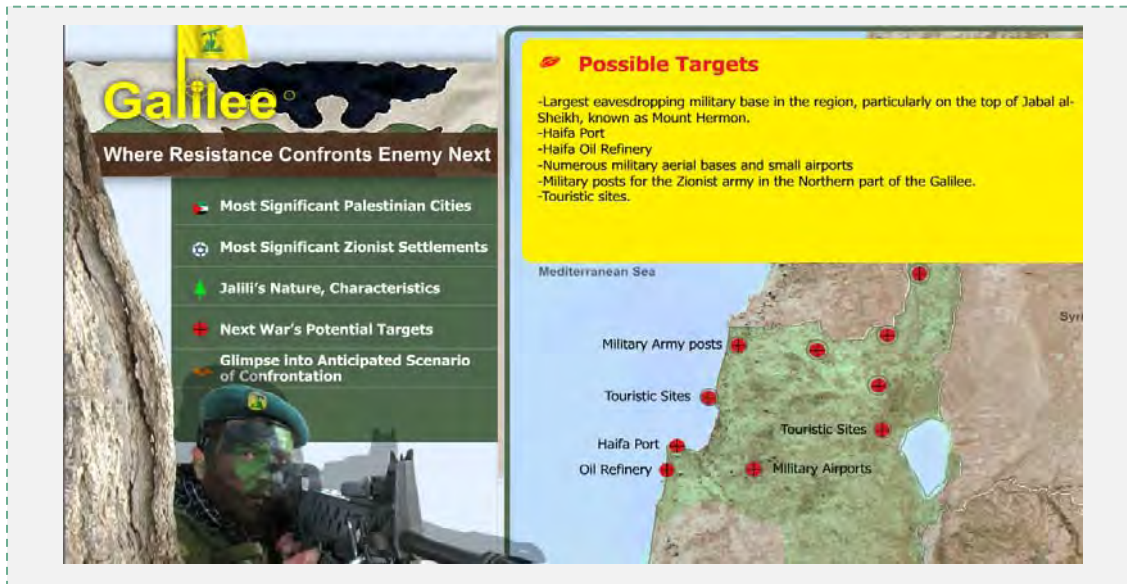 Galilee
Where Resistance Confronts Enemy Next
Most Significant Palestinian Cities
Most Significant Zionist Settlements
Jalili's Nature, Characteristics
Next War's Potential Targets
Glimpse into Anticipated Scenario
of Confrontation
Possible Targets
-Largest eavesdropping military base in the region, particularly on the top of Jabal al-
Sheikh, known as Mount Hermon.
-Haifa Port
-Haifa Oil Refinery
-Numerous military aerial bases and small airports
-Military posts for the Zionist army in the Northern part of the Galilee.
-Touristic sites.
Mediterranean Sea
Syri
Military Army posts
Touristic Sites
Touristic Sites
Haifa Port
Oil Refinery
Military Airports